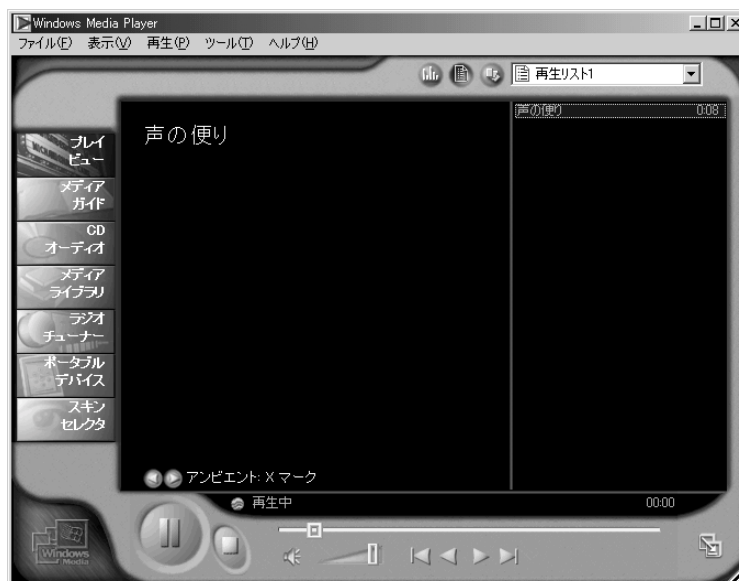 Windows Media Player
ファイル(F) 表示(V) 再生(P) ツール(T) ヘルプ(H)
再生リスト1
声の便り 0:08
声の便り
プレイ
ビュー
メディア
ガイド
CD
オーディオ
メディア
ライブラリ
ラジオ
チューナー
ポータブル
デバイス
スキン
セレクタ
アンビエント: X マーク
再生中 00:00
Windows
Media